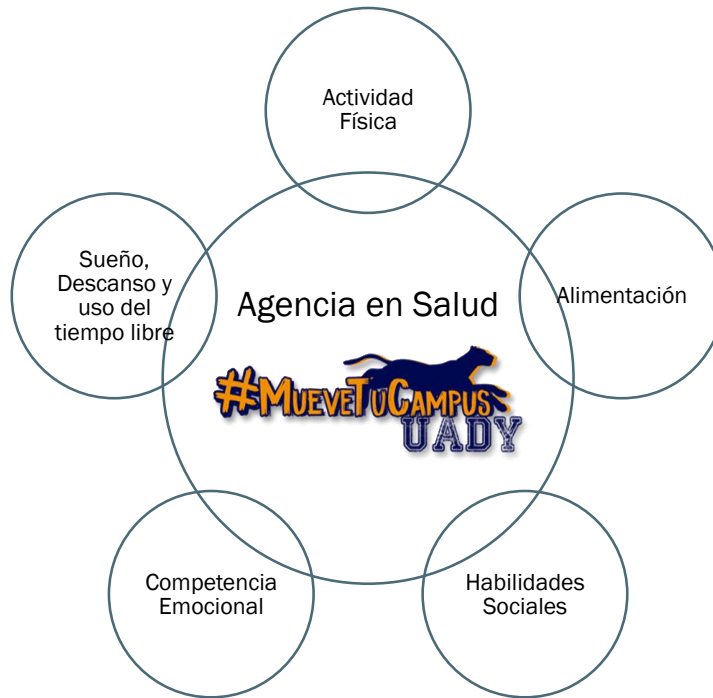 Actividad
Física
Sueño,
Descanso y
uso del
tiempo libre
Agencia en Salud
Alimentación
#MUEVETUCAMPUS
UADY
Competencia
Emocional
Habilidades
Sociales